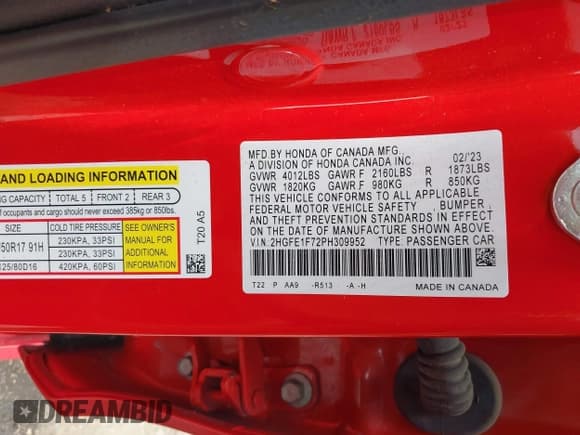 AND LOADING INFORMATION
NG CAPACITY TOTAL 5 FRONT 2 REAR 3
of occupants and cargo should never exceed 385kg or 850lbs.
SIZE COLD TIRE PRESSURE SEE OWNER'S MANUAL FOR ADDITIONAL INFORMATION
50R17 91H 230KPA, 33PSI
230KPA, 33PSI
125/80D16 420KPA, 60PSI
T20 A5
MFD.BY HONDA OF CANADA MFG.,
A DIVISION OF HONDA CANADA INC. 02/'23
GVWR 4012LBS GAWR F 2160LBS R 1873LBS
GVWR 1820KG GAWR F 980KG R 850KG
THIS VEHICLE CONFORMS TO ALL APPLICABLE
FEDERAL MOTOR VEHICLE SAFETY , BUMPER ,
AND THEFT PREVENTION STANDARDS IN EFFECT
ON THE DATE OF MANUFACTURE SHOWN ABOVE.
V.I.N. 2HGFE1F72PH309952 TYPE: PASSENGER CAR
T22 P AA9 -R513 -A -H
MADE IN CANADA
DREAMBID